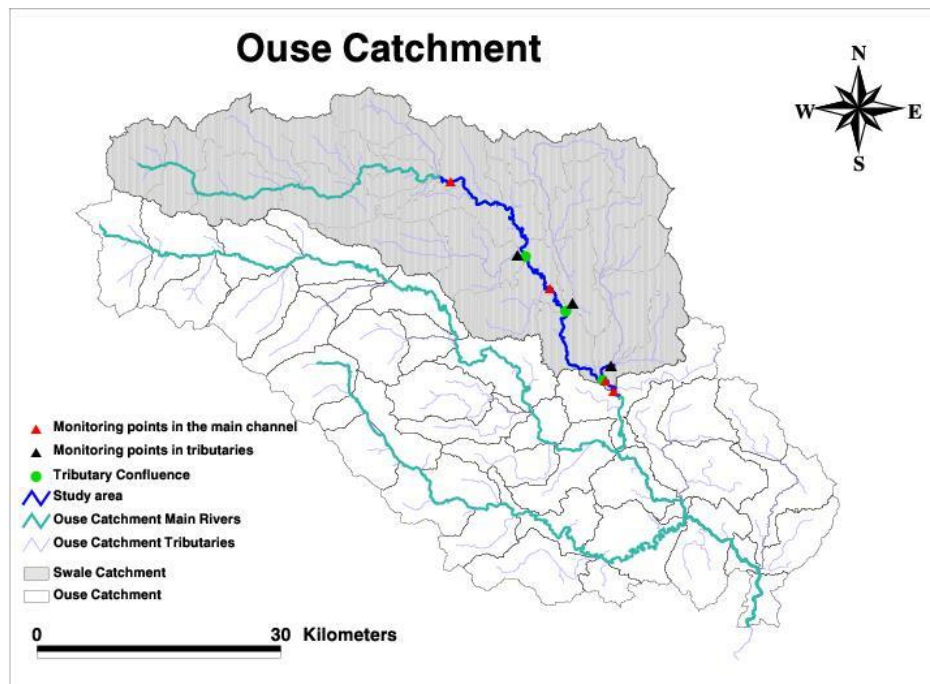 Ouse Catchment
N
W
E
S
Monitoring points in the main channel
Monitoring points in tributaries
Tributary Confluence
Study area
Ouse Catchment Main Rivers
Ouse Catchment Tributaries
Swale Catchment
Ouse Catchment
0 30 Kilometers